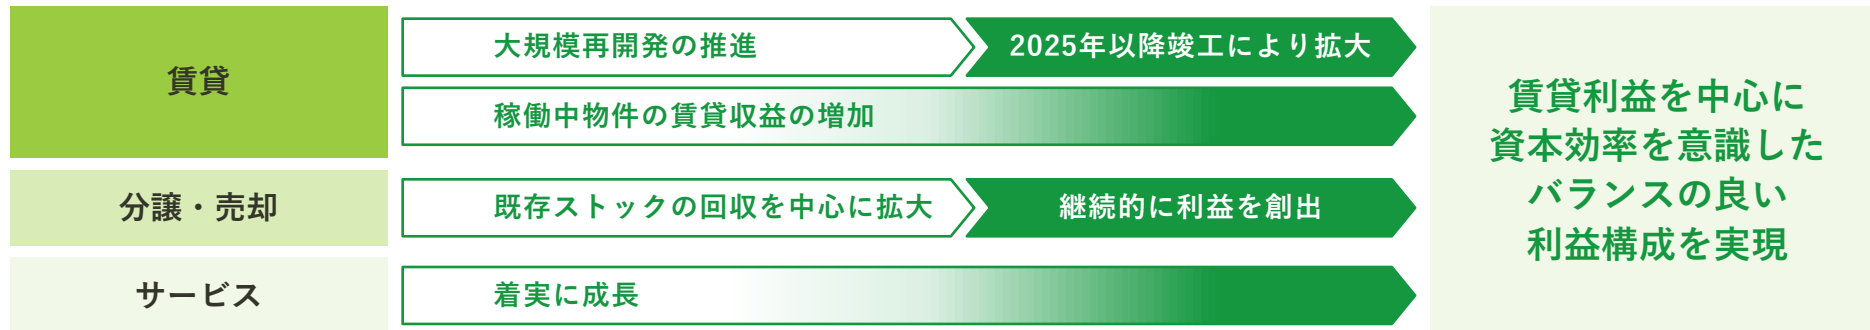 賃貸
大規模再開発の推進
2025年以降竣工により拡大
稼働中物件の賃貸収益の増加
分譲・売却
既存ストックの回収を中心に拡大
継続的に利益を創出
サービス
着実に成長
賃貸利益を中心に
資本効率を意識した
バランスの良い
利益構成を実現